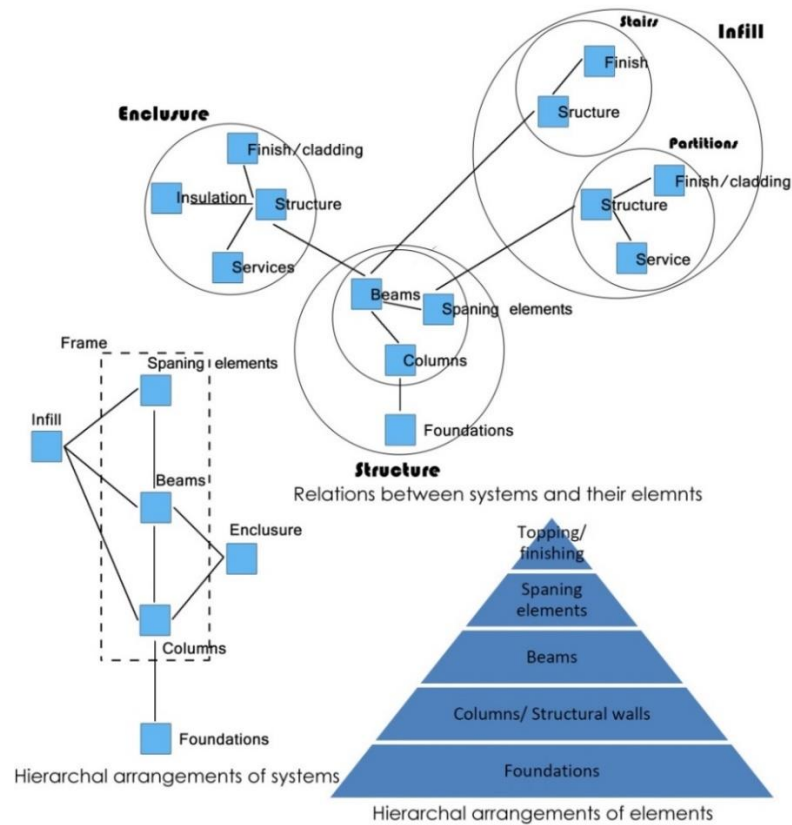 Stairs
Infill
Finish
Sructure
Enclusure
Finish/cladding
Insulation
Structure
Services
Partitions
Finish/cladding
Structure
Service
Beams
Spaning elements
Columns
Foundations
Structure
Relations between systems and their elemnts
Frame
Spaning elements
Infill
Beams
Enclusure
Columns
Foundations
Hierarchal arrangements of systems
Topping/
finishing
Spaning
elements
Beams
Columns/ Structural walls
Foundations
Hierarchal arrangements of elements